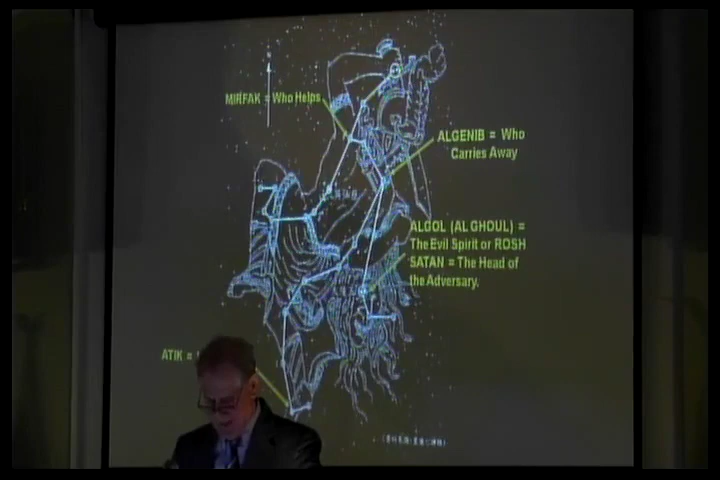 MIRFAK = Who Helps
ALGENIB = Who
Carries Away
ALGOL (AL GHOUL) =
The Evil Spirit or ROSH
SATAN = The Head of
the Adversary.
ATIK =